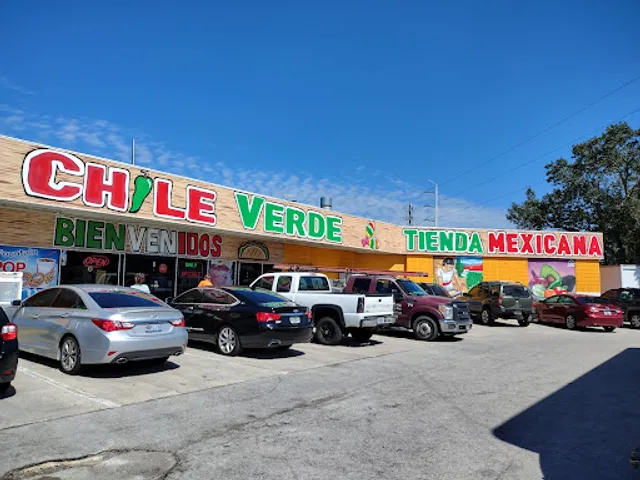 CHILE VERDE
TIENDA MEXICANA
BIENVENIDOS
OPEN